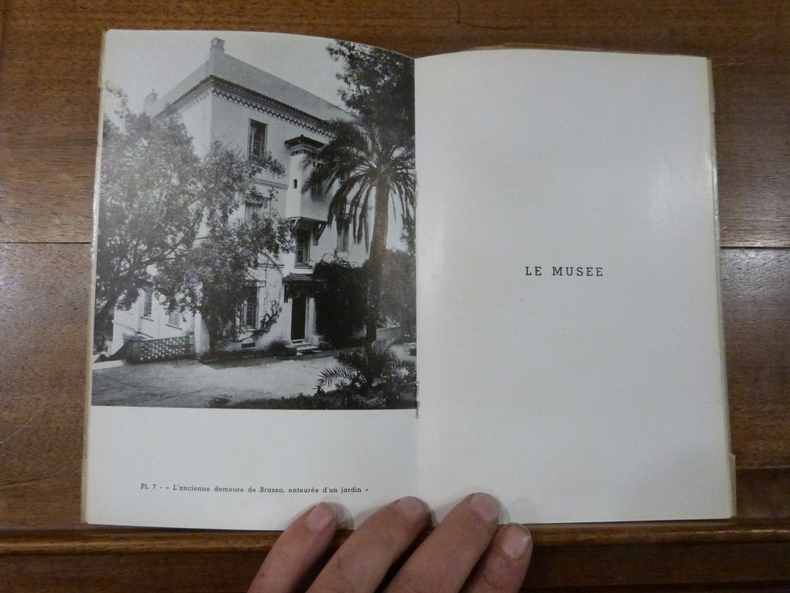 Pl. 7 - « L'ancienne demeure de Brazza, entourée d'un jardin »
LE MUSEE